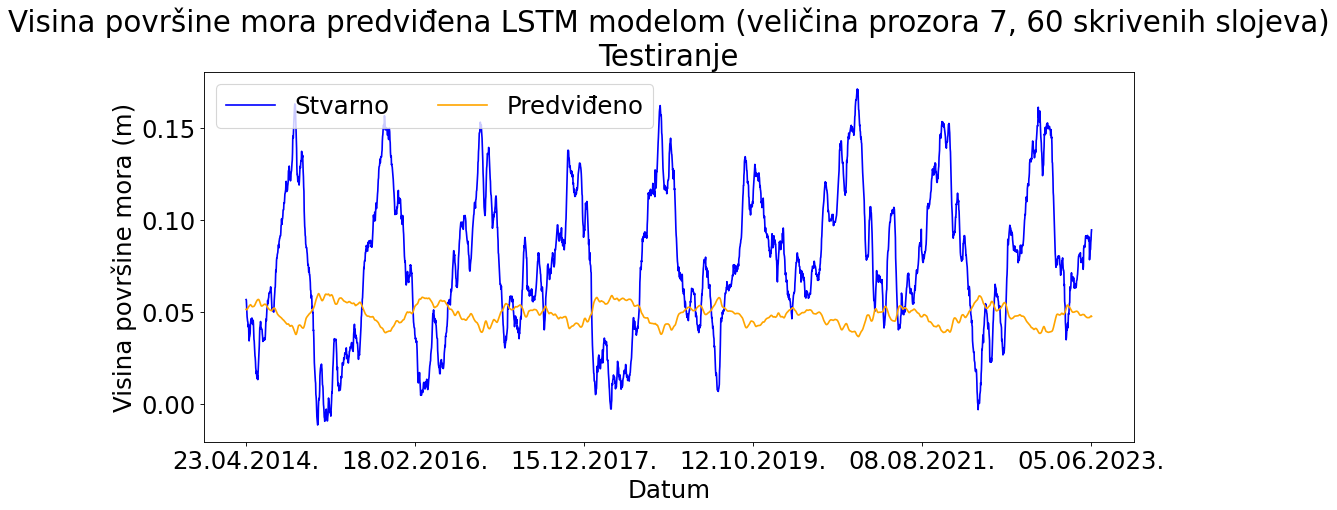 Visina površine mora predviđena LSTM modelom (veličina prozora 7, 60 skrivenih slojeva)
Testiranje
Stvarno Predviđeno
Visina površine mora (m)
0.15
0.10
0.05
0.00
23.04.2014. 18.02.2016. 15.12.2017. 12.10.2019. 08.08.2021. 05.06.2023.
Datum